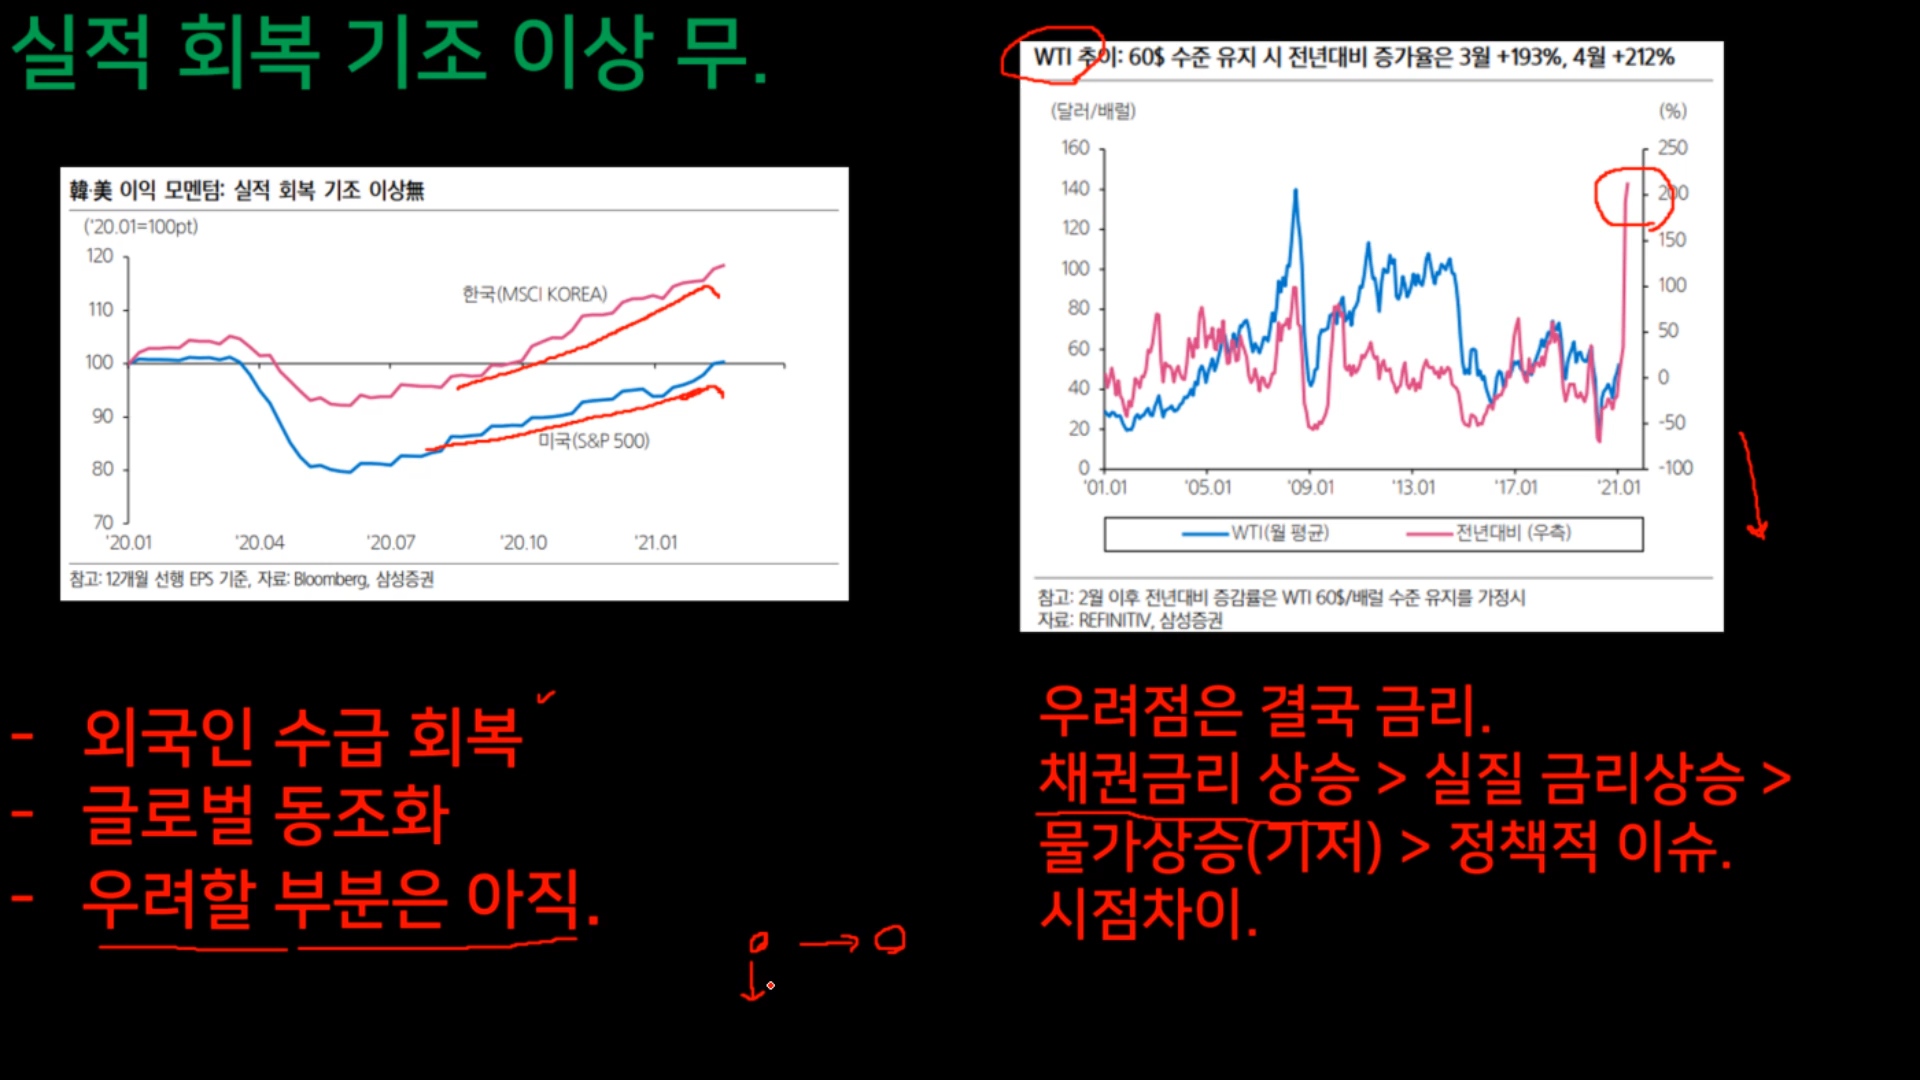 실적 회복 기조 이상 무.
韓·美 이익 모멘텀: 실적 회복 기조 이상無
('20.01=100pt)
120
110
100
90
80
70
한국(MSCI KOREA)
미국(S&P 500)
'20.01 '20.04 '20.07 '20.10 '21.01
참고: 12개월 선행 EPS 기준, 자료: Bloomberg, 삼성증권
- 외국인 수급 회복
- 글로벌 동조화
- 우려할 부분은 아직.
WTI 추이: 60$ 수준 유지 시 전년대비 증가율은 3월 +193%, 4월 +212%
(달러/배럴) (%)
160 250
140 200
120 150
100 100
80 50
60 0
40 -50
20 -100
0
'01.01 '05.01 '09.01 '13.01 '17.01 '21.01
WTI(월 평균) 전년대비 (우측)
참고: 2월 이후 전년대비 증감률은 WTI 60$/배럴 수준 유지를 가정시
자료: REFINITIV, 삼성증권
우려점은 결국 금리.
채권금리 상승 > 실질 금리상승 >
물가상승(기저) > 정책적 이슈.
시점차이.